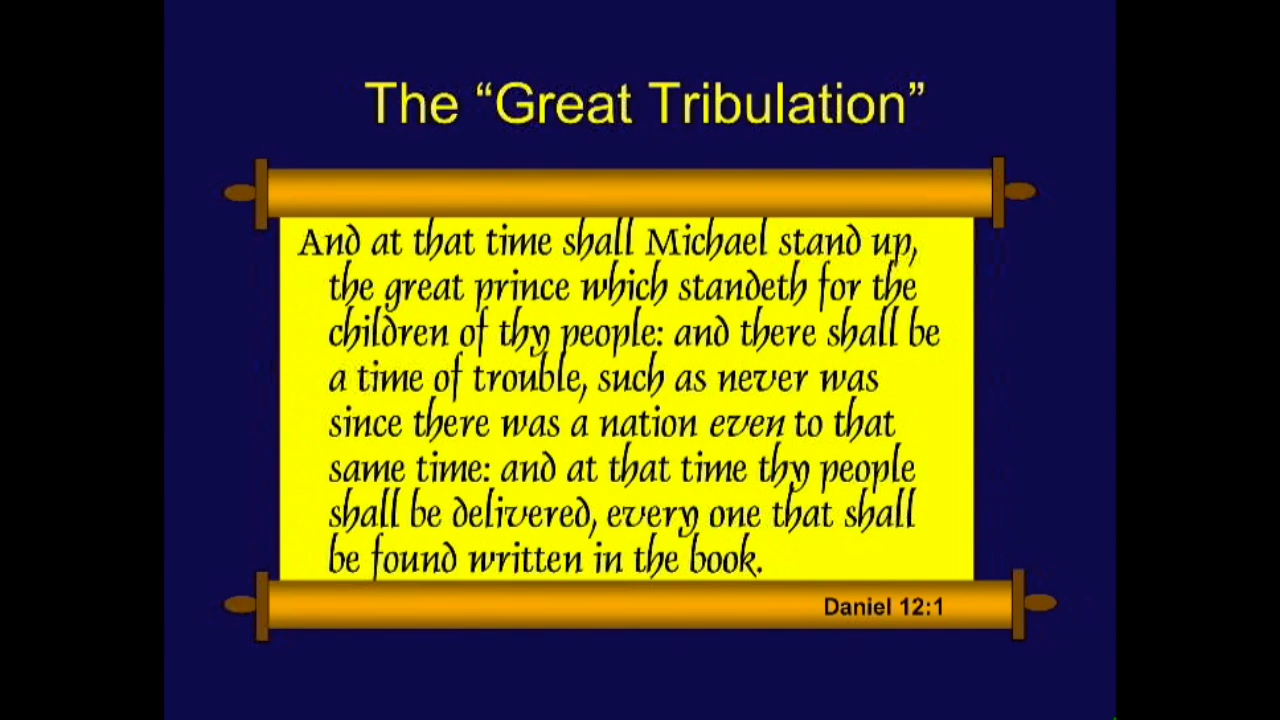 The “Great Tribulation”
And at that time shall Michael stand up,
the great prince which standeth for the
children of thy people: and there shall be
a time of trouble, such as never was
since there was a nation even to that
same time: and at that time thy people
shall be delivered, every one that shall
be found written in the book.
Daniel 12:1